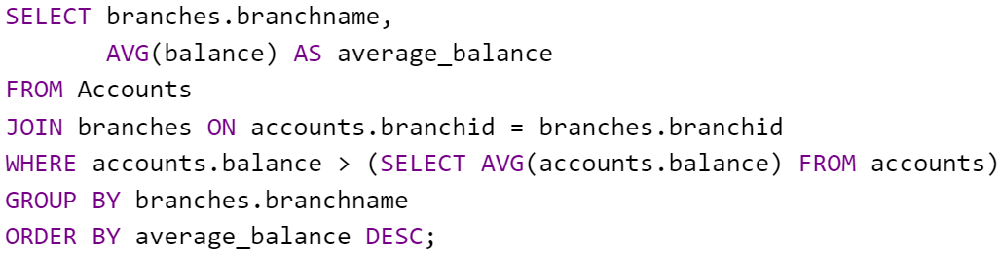 SELECT branches.branchname,
       AVG(balance) AS average_balance
FROM Accounts
JOIN branches ON accounts.branchid = branches.branchid
WHERE accounts.balance > (SELECT AVG(accounts.balance) FROM accounts)
GROUP BY branches.branchname
ORDER BY average_balance DESC;